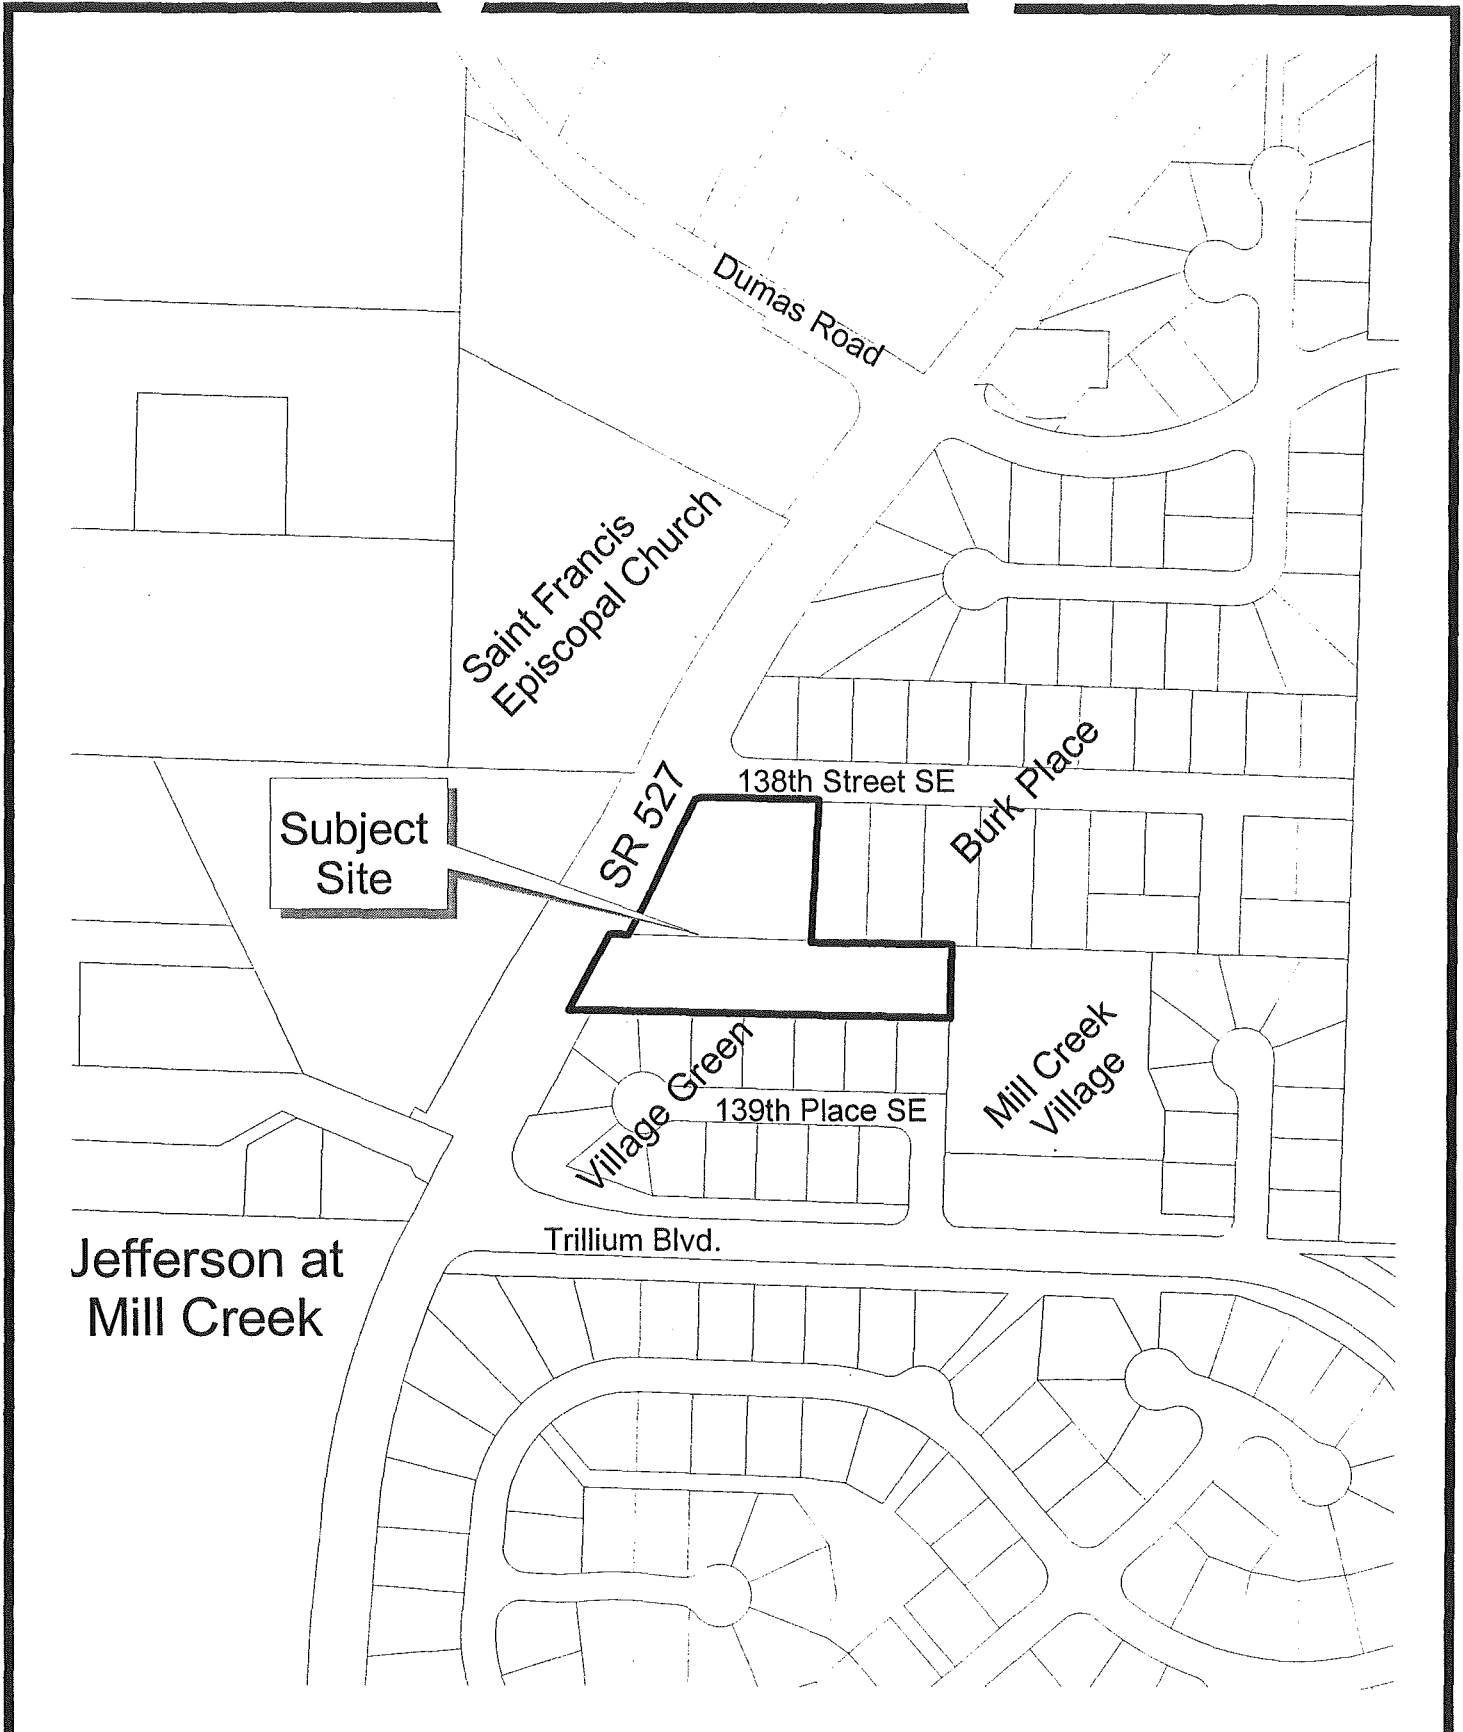 Dumas Road
Saint Francis
Episcopal Church
SR 527
138th Street SE
Burk Place
Subject
Site
Village Green
139th Place SE
Mill Creek
Village
Trillium Blvd.
Jefferson at
Mill Creek